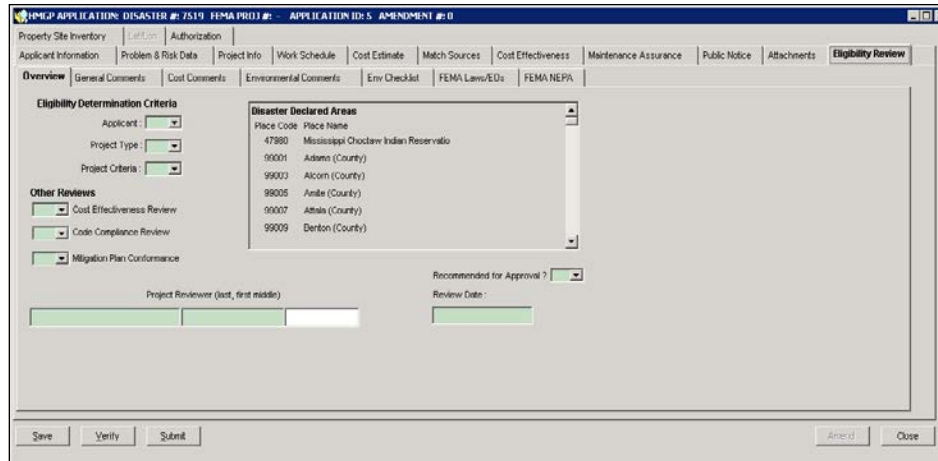 HMGP APPLICATION: DISASTER #: 7519 FEMA PROJ #: - APPLICATION ID: 5 AMENDMENT #: 0
Property Site Inventory Lat/Lon Authorization
Applicant Information Problem & Risk Data Project Info Work Schedule Cost Estimate Match Sources Cost Effectiveness Maintenance Assurance Public Notice Attachments Eligibility Review
Overview General Comments Cost Comments Environmental Comments Env Checklist FEMA Laws/EOs FEMA NEPA
Eligibility Determination Criteria
Applicant :
Project Type :
Project Criteria :
Other Reviews
Cost Effectiveness Review
Code Compliance Review
Mitigation Plan Conformance
Disaster Declared Areas
Place Code Place Name
47980 Mississippi Choctaw Indian Reservatio
99001 Adams (County)
99003 Alcorn (County)
99005 Amite (County)
99007 Attala (County)
99009 Benton (County)
Recommended for Approval ?
Project Reviewer (last, first middle) Review Date :
Save Verify Submit Amend Close